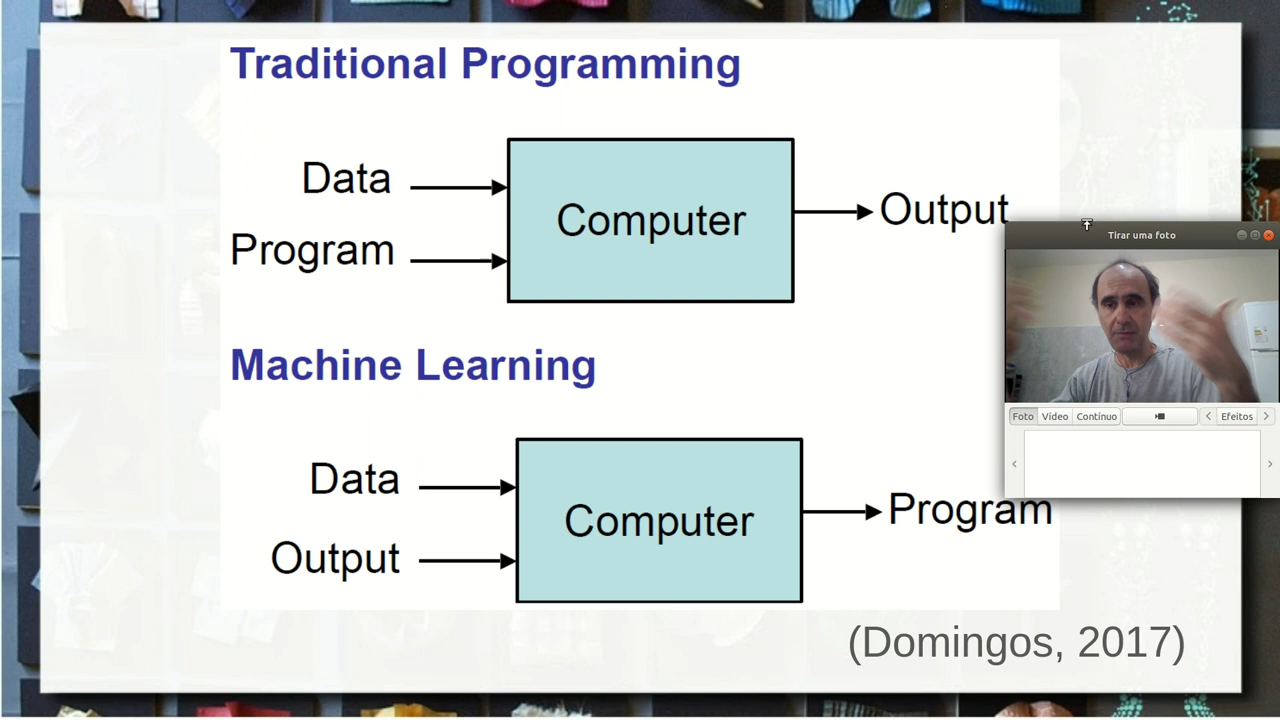 Traditional Programming
Data
Program
Computer
Output
Tirar uma foto
Machine Learning
Foto
Vídeo
Contínuo
Efeitos
Data
Output
Computer
Program
(Domingos, 2017)